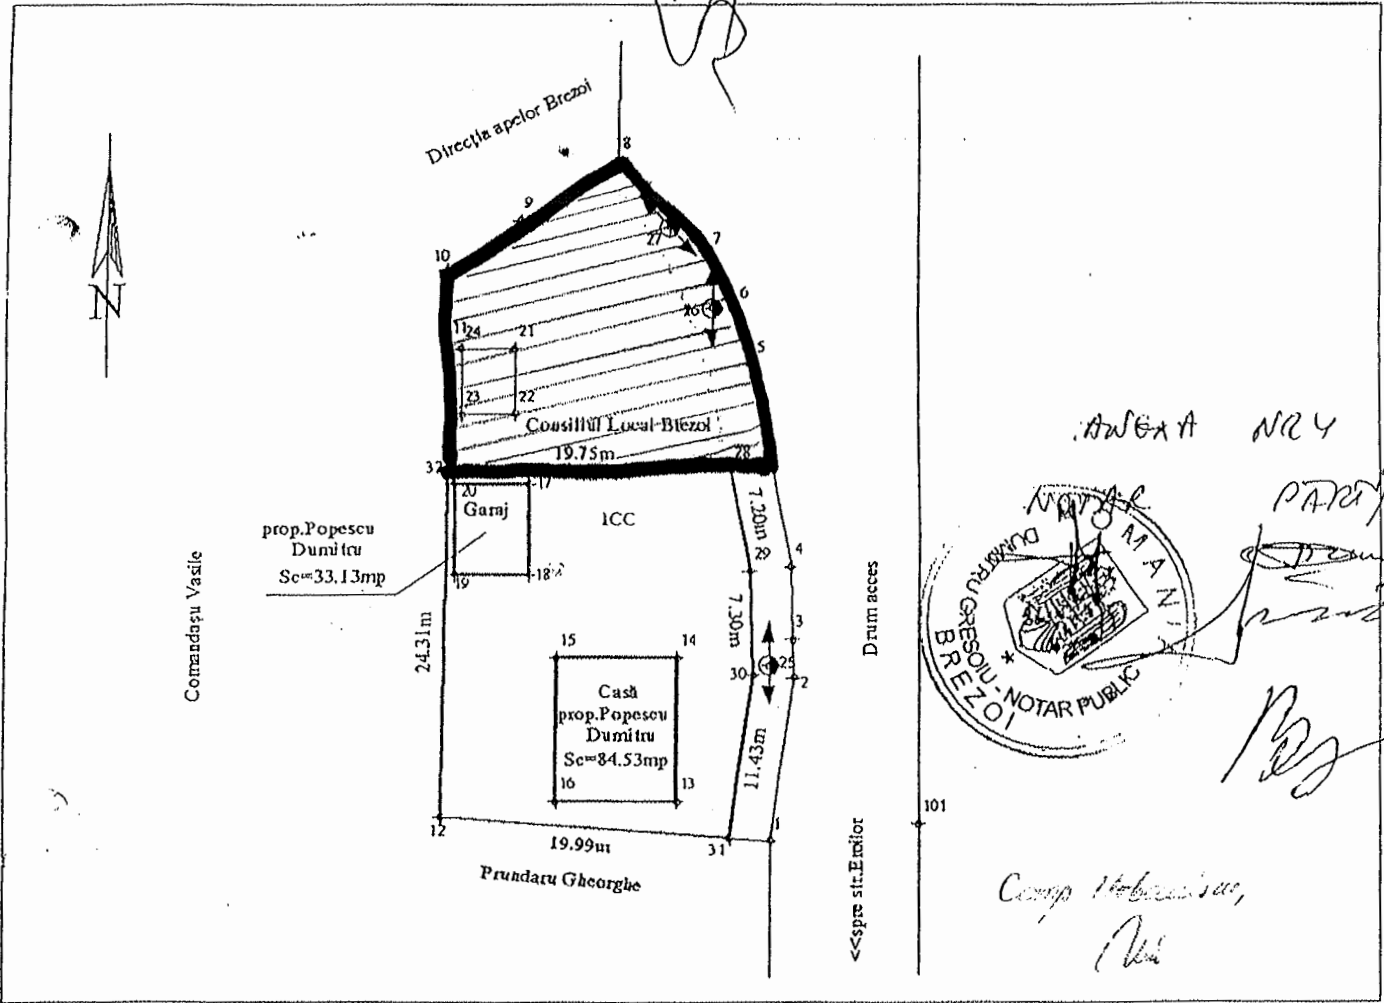 Direcția apelor Brezoi
8
9
10
27
7
26
6
5
11
24
21
23
22
Consiliul Local Brezoi
19.75m
28
32
20
17
Garaj
1CC
7.20m
prop.Popescu
Dumitru
Sc=33.13mp
19
18
29
4
Comandașu Vasile
24.31m
7.30m
3
Drum acces
15
14
30
25
2
Casă
prop.Popescu
Dumitru
Sc=84.53mp
16
13
11.43m
12
19.99m
31
1
101
Prundaru Gheorghe
<<spre str.Eroilor
N
ANEXA NR 4
NOTAR
ROMANIA
DUMITRU GRESOIU - NOTAR PUBLIC
BREZOI
*